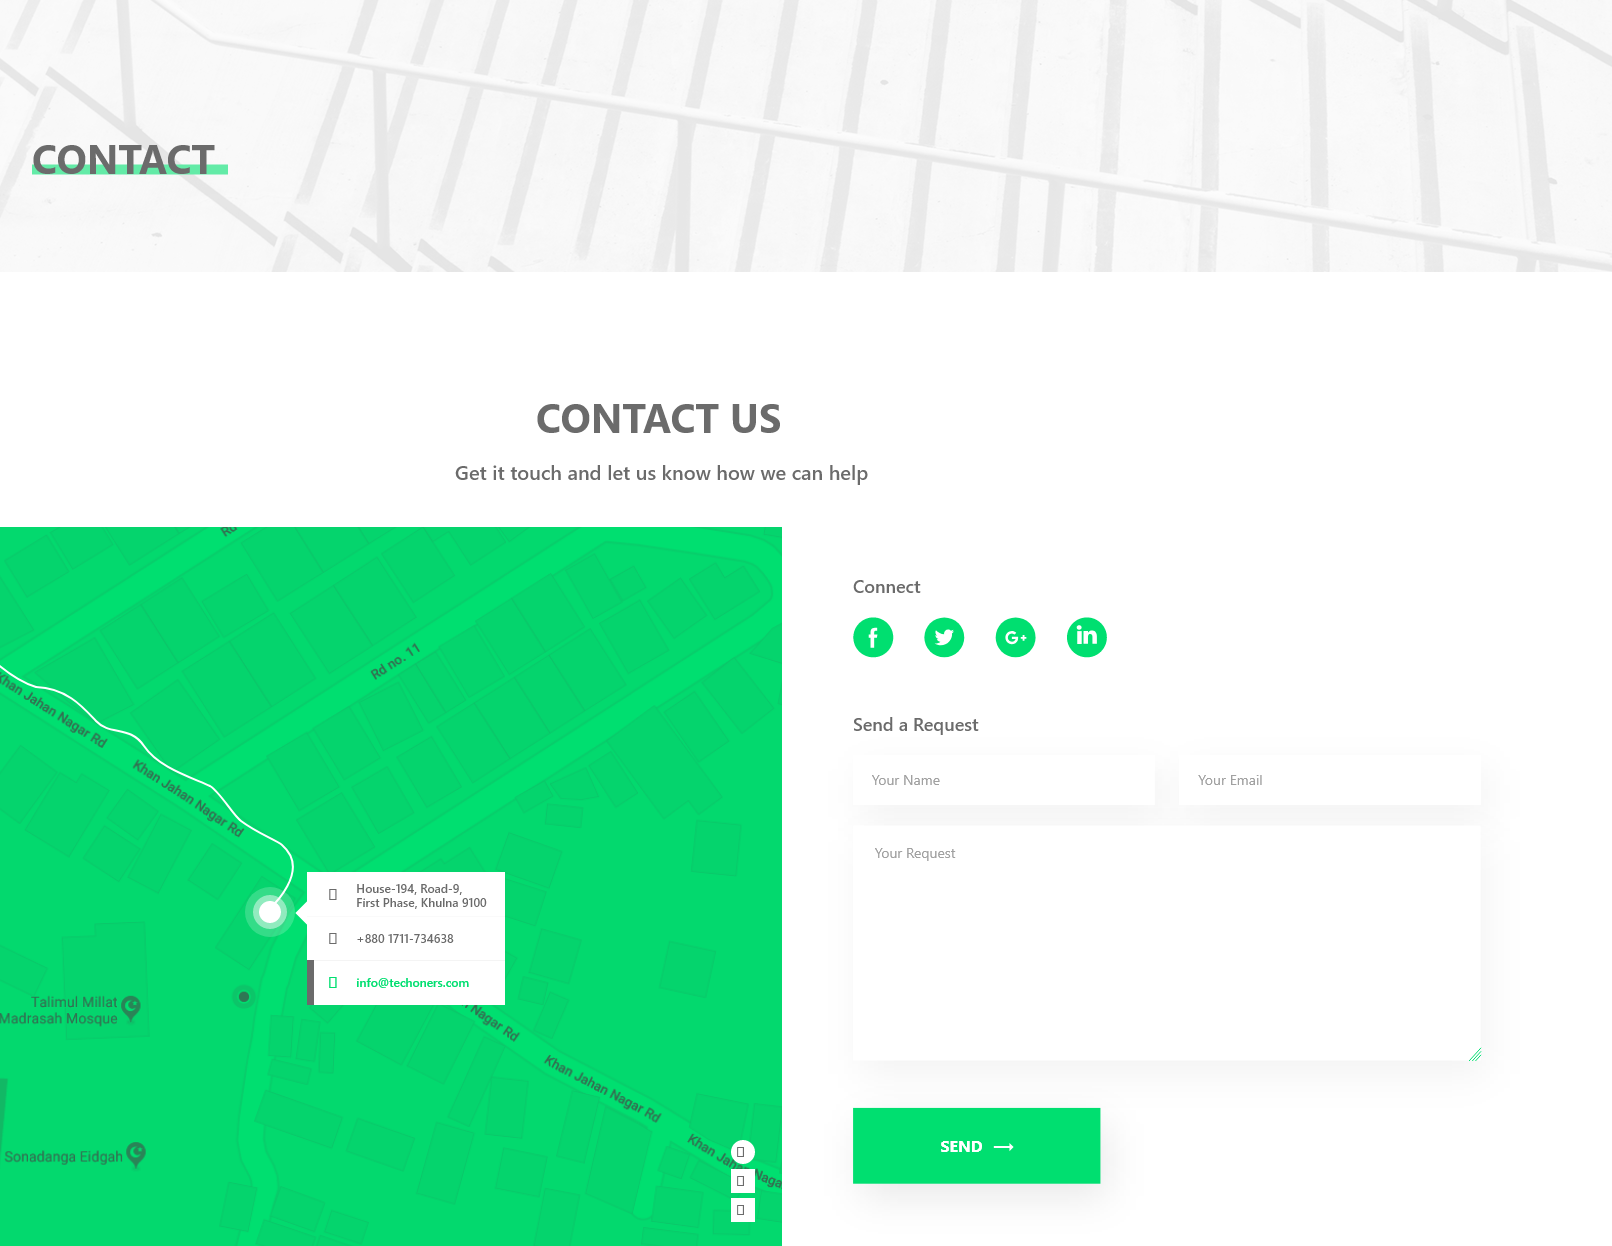 CONTACT
CONTACT US
Get it touch and let us know how we can help
Rd
Rd no. 11
Khan Jahan Nagar Rd
Khan Jahan Nagar Rd
House-194, Road-9,
First Phase, Khulna 9100
+880 1711-734638
info@techoners.com
Talimul Millat
Madrasah Mosque
Nagar Rd
Khan Jahan Nagar Rd
Khan Jahan Naga
Sonadanga Eidgah
Connect
f
G+
in
Send a Request
Your Name
Your Email
Your Request
SEND